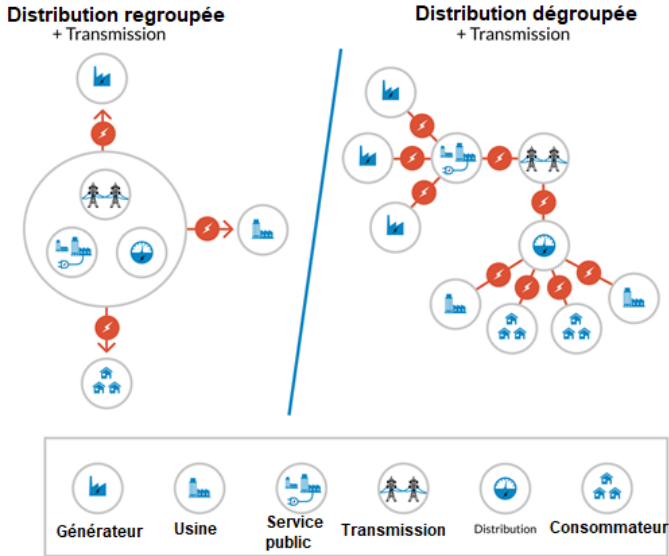 Distribution regroupée
+ Transmission
Distribution dégroupée
+ Transmission
Générateur
Usine
Service
public
Transmission
Distribution
Consommateur